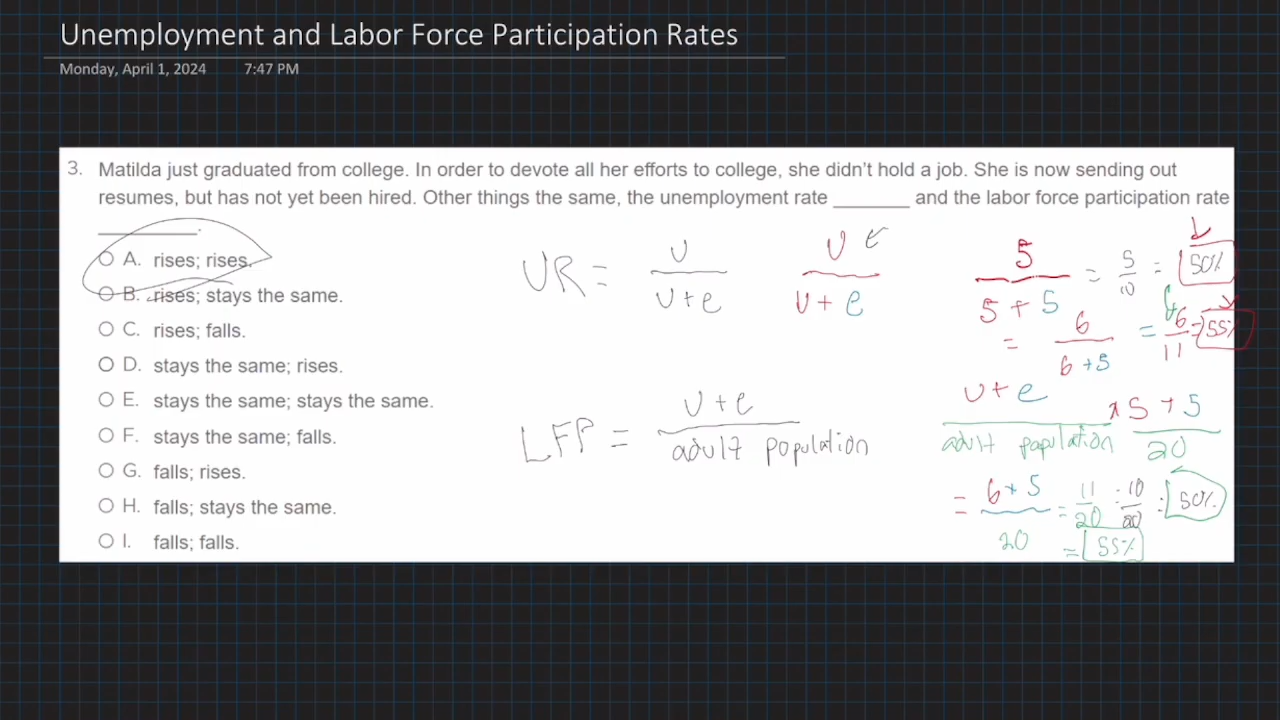 Unemployment and Labor Force Participation Rates
Monday, April 1, 2024 7:47 PM
3. Matilda just graduated from college. In order to devote all her efforts to college, she didn't hold a job. She is now sending out
resumes, but has not yet been hired. Other things the same, the unemployment rate ________ and the labor force participation rate
__________.
A. rises; rises.
B. rises; stays the same.
C. rises; falls.
D. stays the same; rises.
E. stays the same; stays the same.
F. stays the same; falls.
G. falls; rises.
H. falls; stays the same.
I. falls; falls.
UR = U
U+e
U
U+ e
5
5 + 5
= 5
10
= 50%
= 6
6 +5
= 6
11
= 55%
LFP = U+e
adult population
U+ e
adult population
5 + 5
20
= 10
20
= 50%
= 6+ 5
20
= 11
20
= 55%